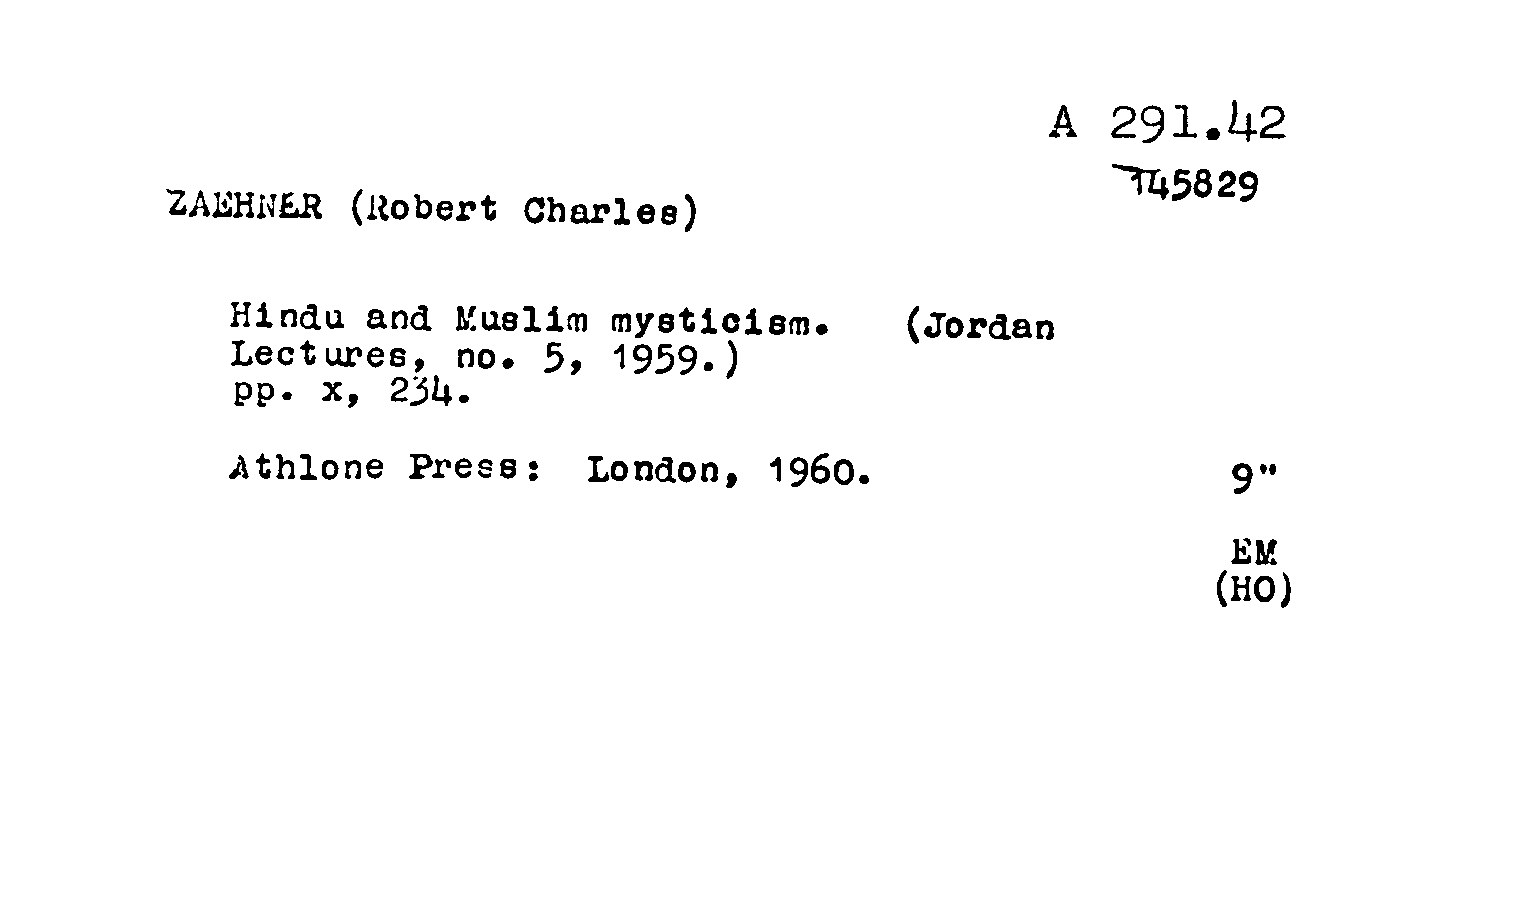 A 291.42
145829
ZAEHNER (Robert Charles)
Hindu and Muslim mysticism. (Jordan
Lectures, no. 5, 1959.)
pp. x, 234.
Athlone Press: London, 1960. 9"
EM
(HO)